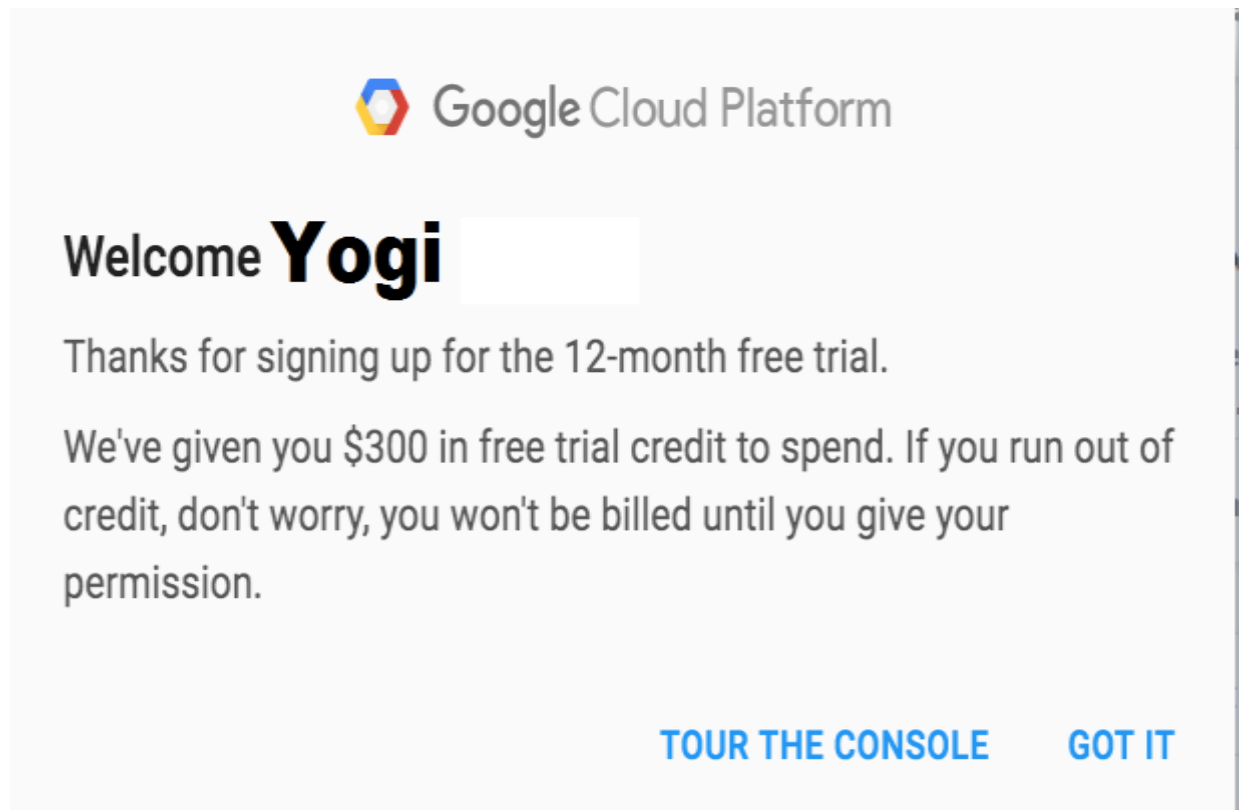 Google Cloud Platform
Welcome Yogi
Thanks for signing up for the 12-month free trial.
We've given you $300 in free trial credit to spend. If you run out of
credit, don't worry, you won't be billed until you give your
permission.
TOUR THE CONSOLE GOT IT